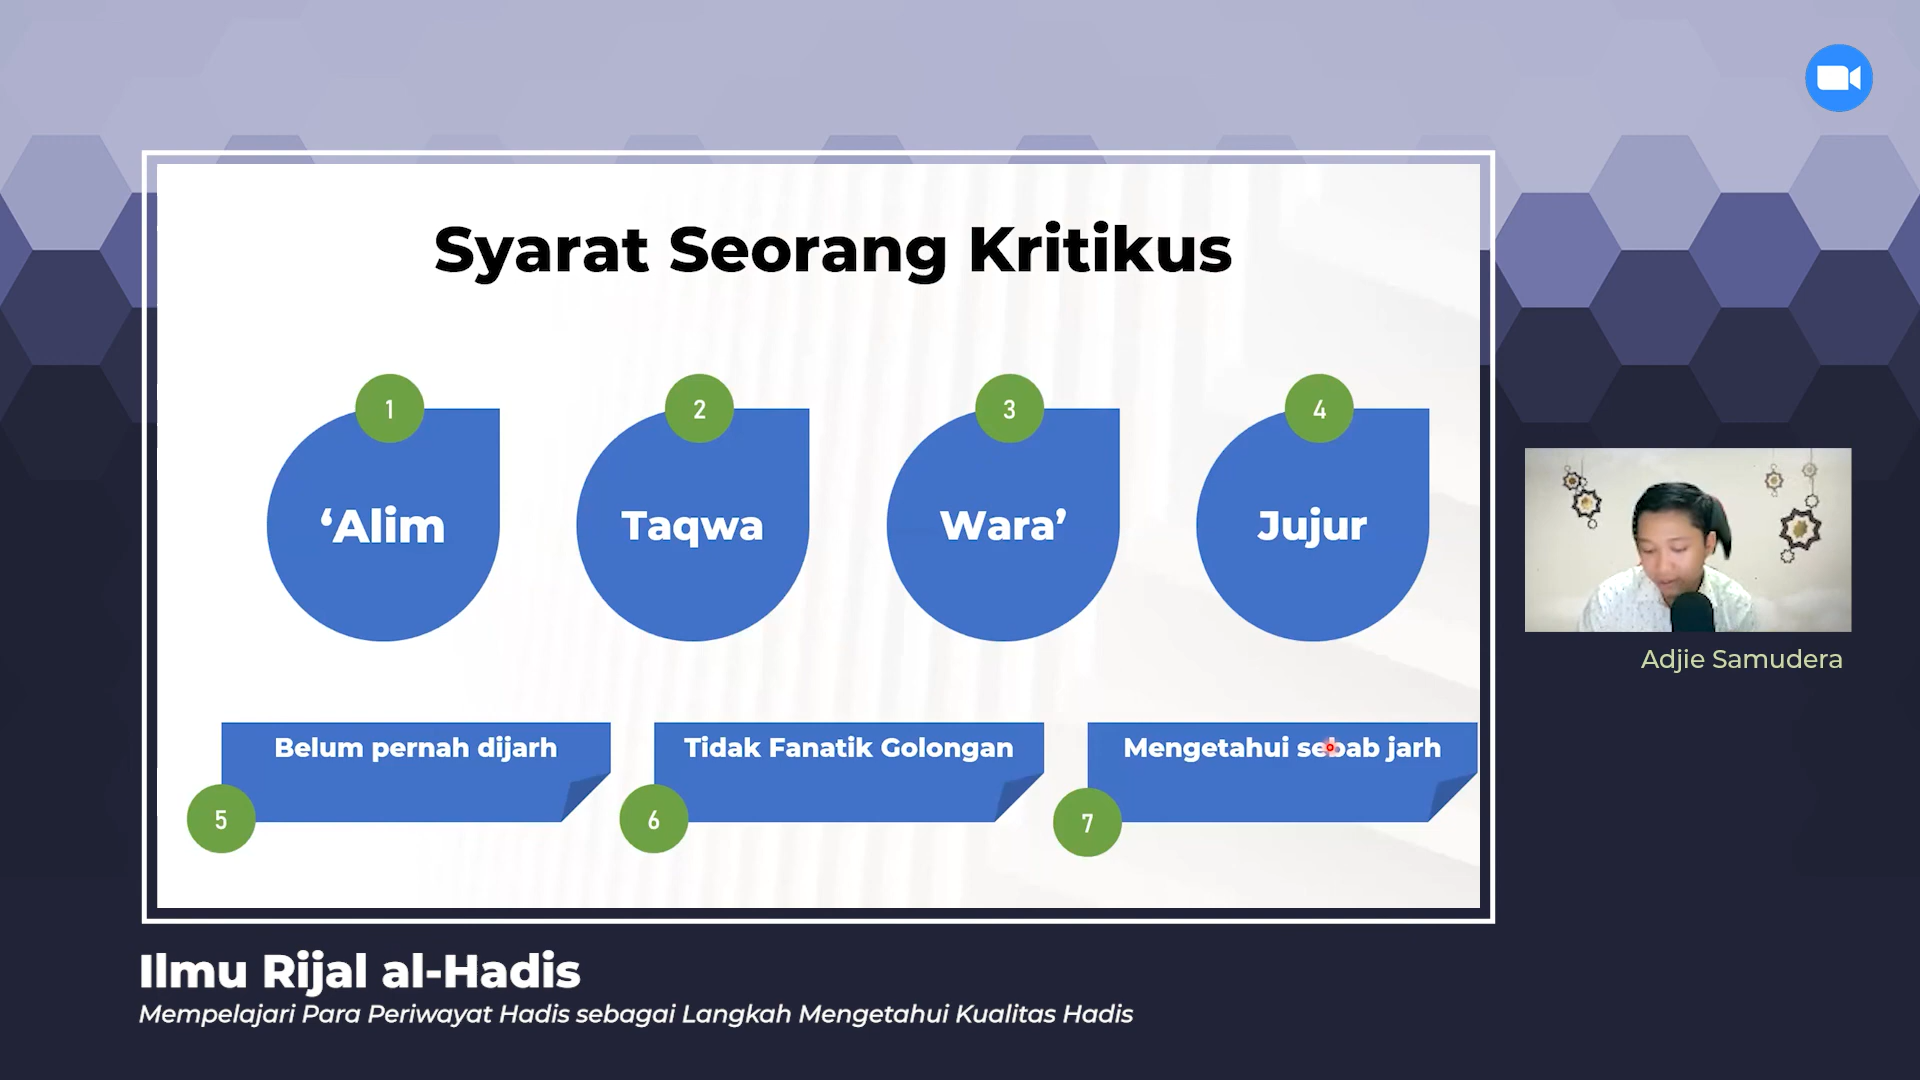 Syarat Seorang Kritikus
1
2
3
4
‘Alim
Taqwa
Wara’
Jujur
Belum pernah dijarh
Tidak Fanatik Golongan
Mengetahui sebab jarh
5
6
7
Adjie Samudera
Ilmu Rijal al-Hadis
Mempelajari Para Periwayat Hadis sebagai Langkah Mengetahui Kualitas Hadis